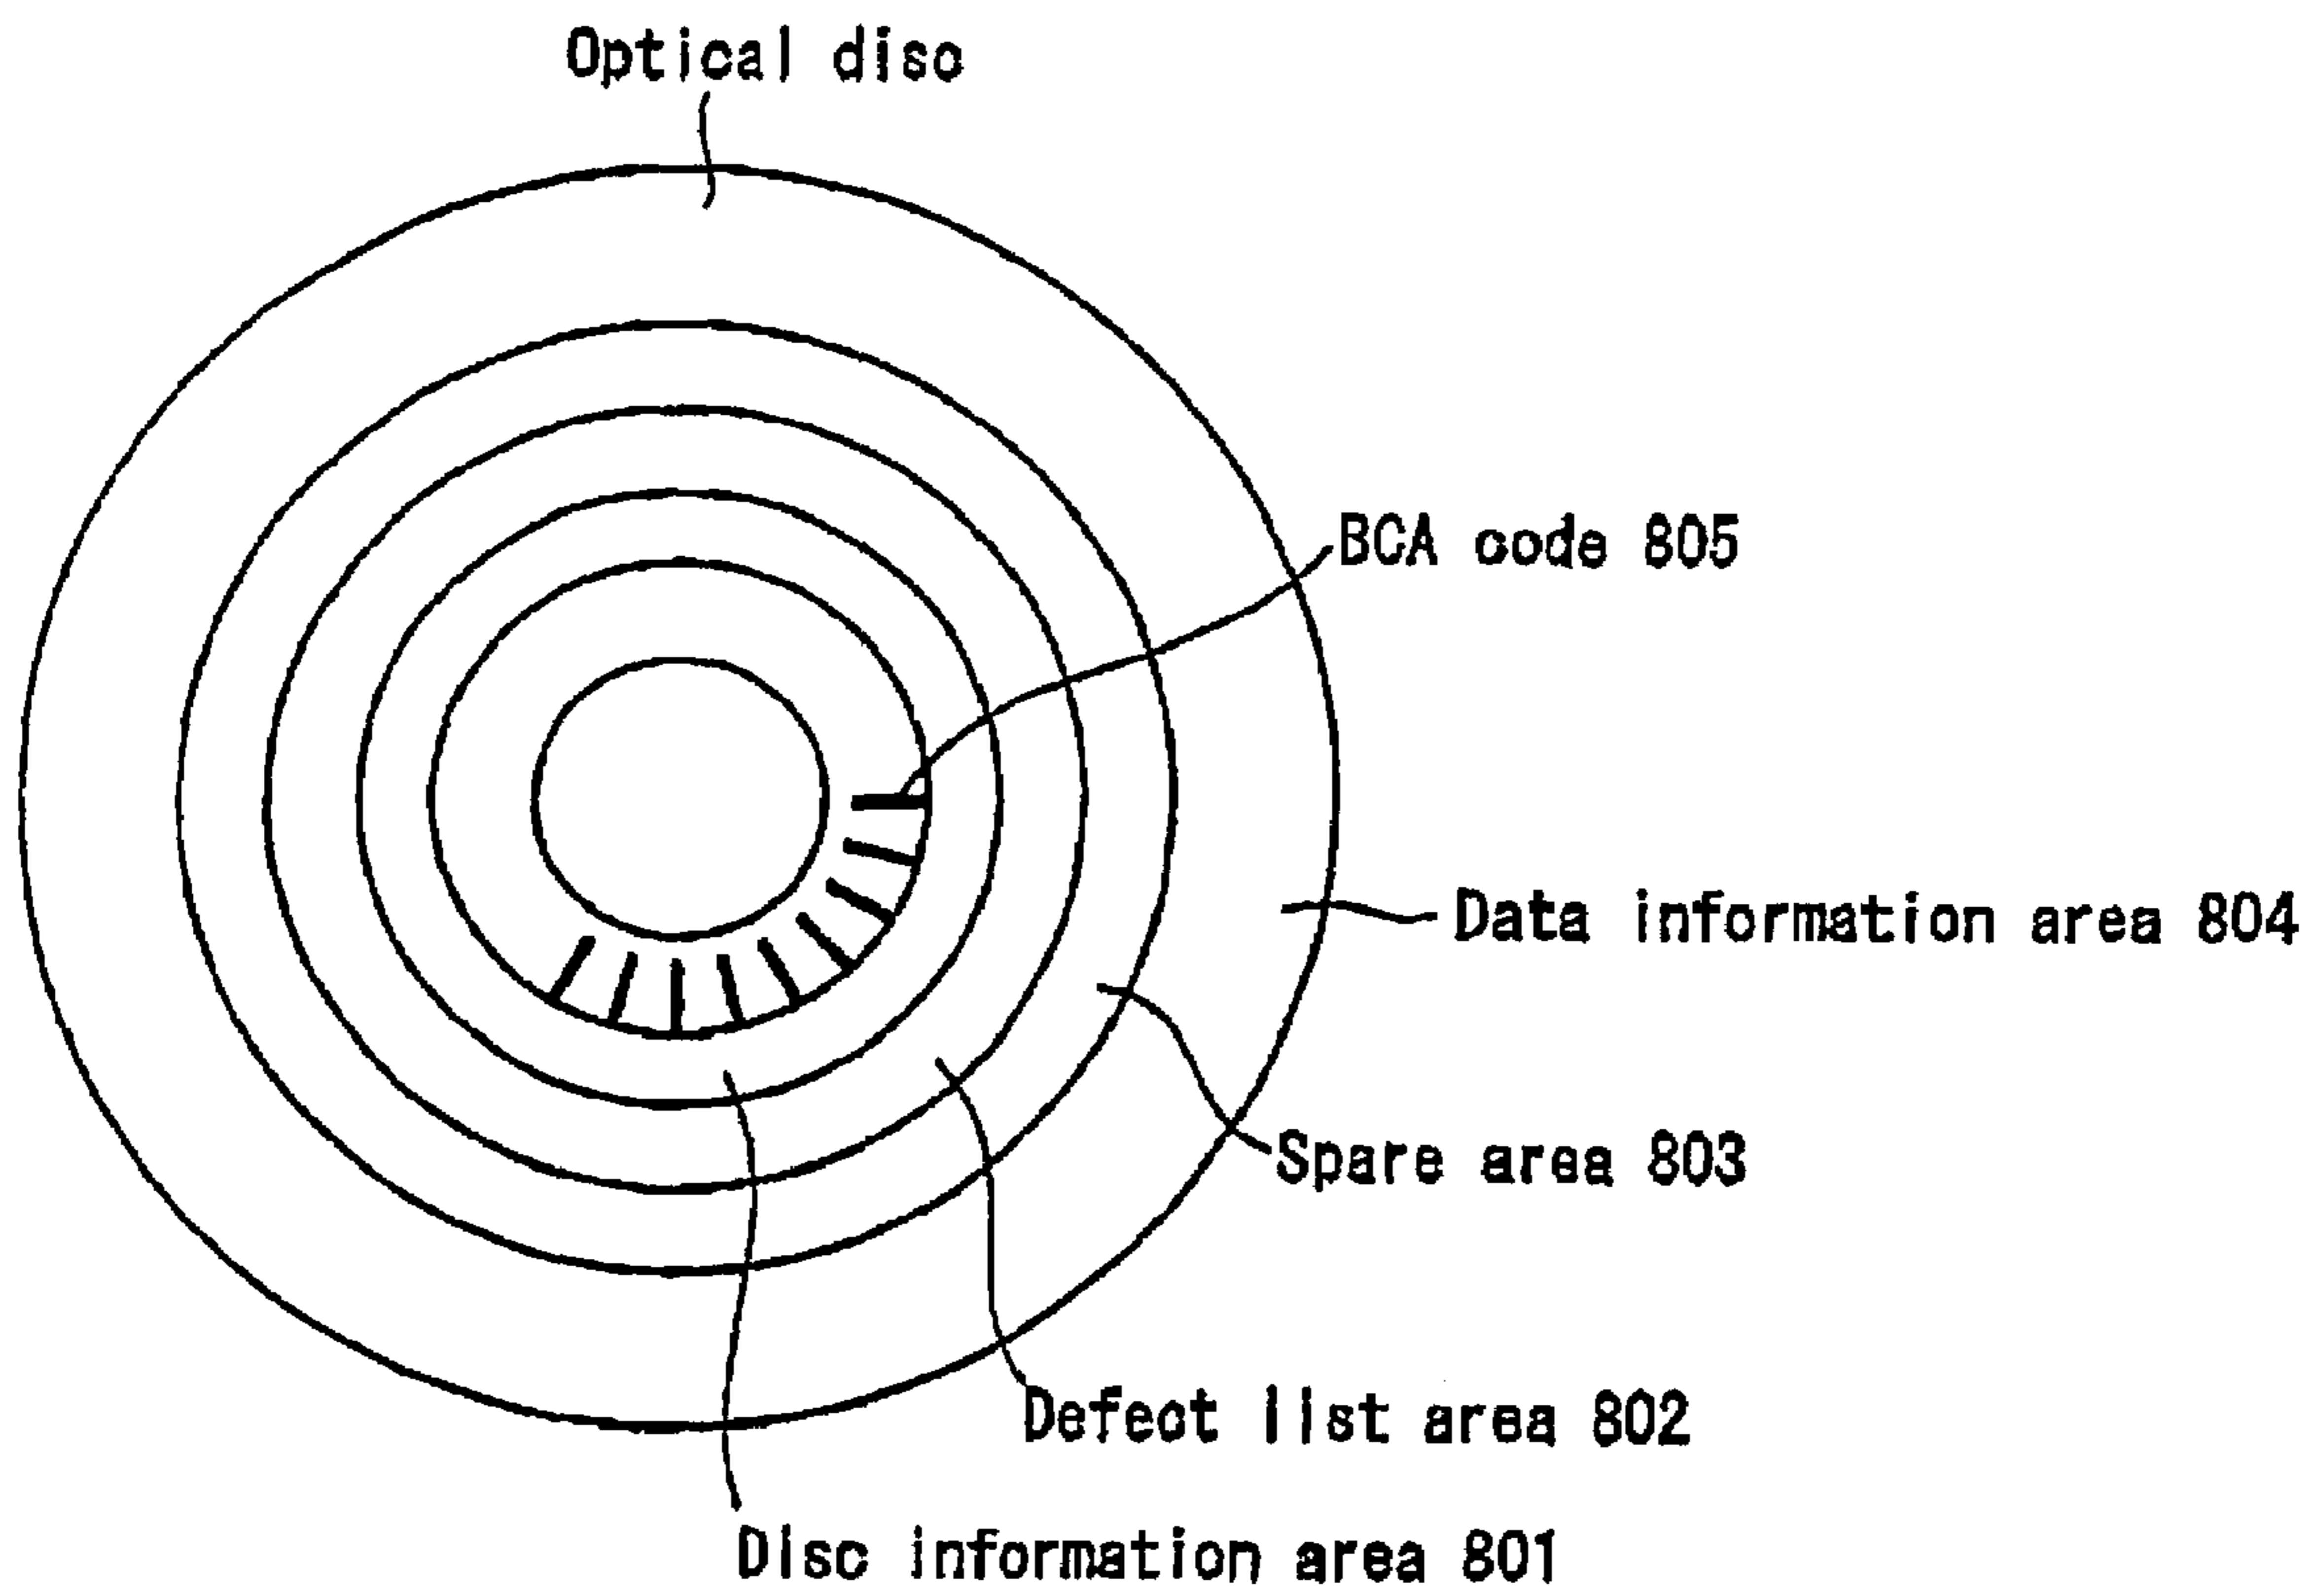 Optical disc
BCA code 805
Data information area 804
Spare area 803
Defect list area 802
Disc information area 801